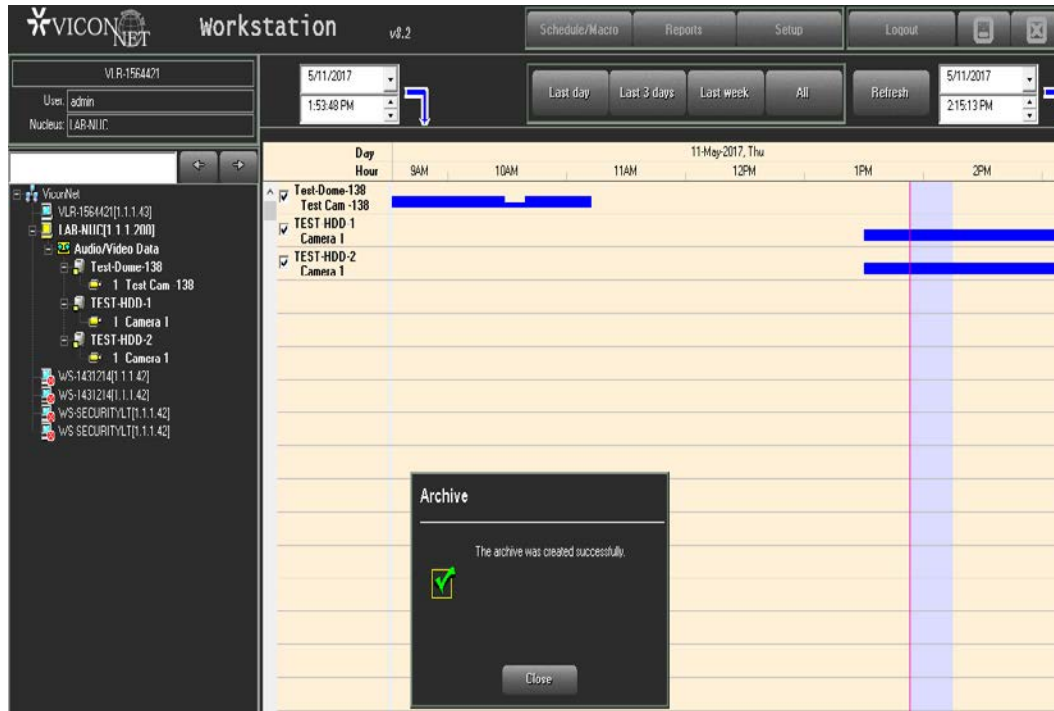 VICON NET Workstation v8.2
Schedule/Macro Reports Setup Logout
VLR-1564421
User: admin
Nucleus: LAB-NUC
5/11/2017
1:53:48 PM
Last day Last 3 days Last week All Refresh
5/11/2017
2:15:13 PM
Day 11-May-2017, Thu
Hour 9AM 10AM 11AM 12PM 1PM 2PM
ViconNet
VLR-1564421[1.1.1.43]
LAB-NUC[1.1.1.200]
Audio/Video Data
Test-Dome-138
1 Test Cam -138
TEST-HDD-1
1 Camera 1
TEST-HDD-2
1 Camera 1
WS-1431214[1.1.1.42]
WS-1431214[1.1.1.42]
WS-SECURITYLT[1.1.1.42]
WS-SECURITYLT[1.1.1.42]
Test-Dome-138
Test Cam -138
TEST HDD-1
Camera 1
TEST-HDD-2
Camera 1
Archive
The archive was created successfully.
Close